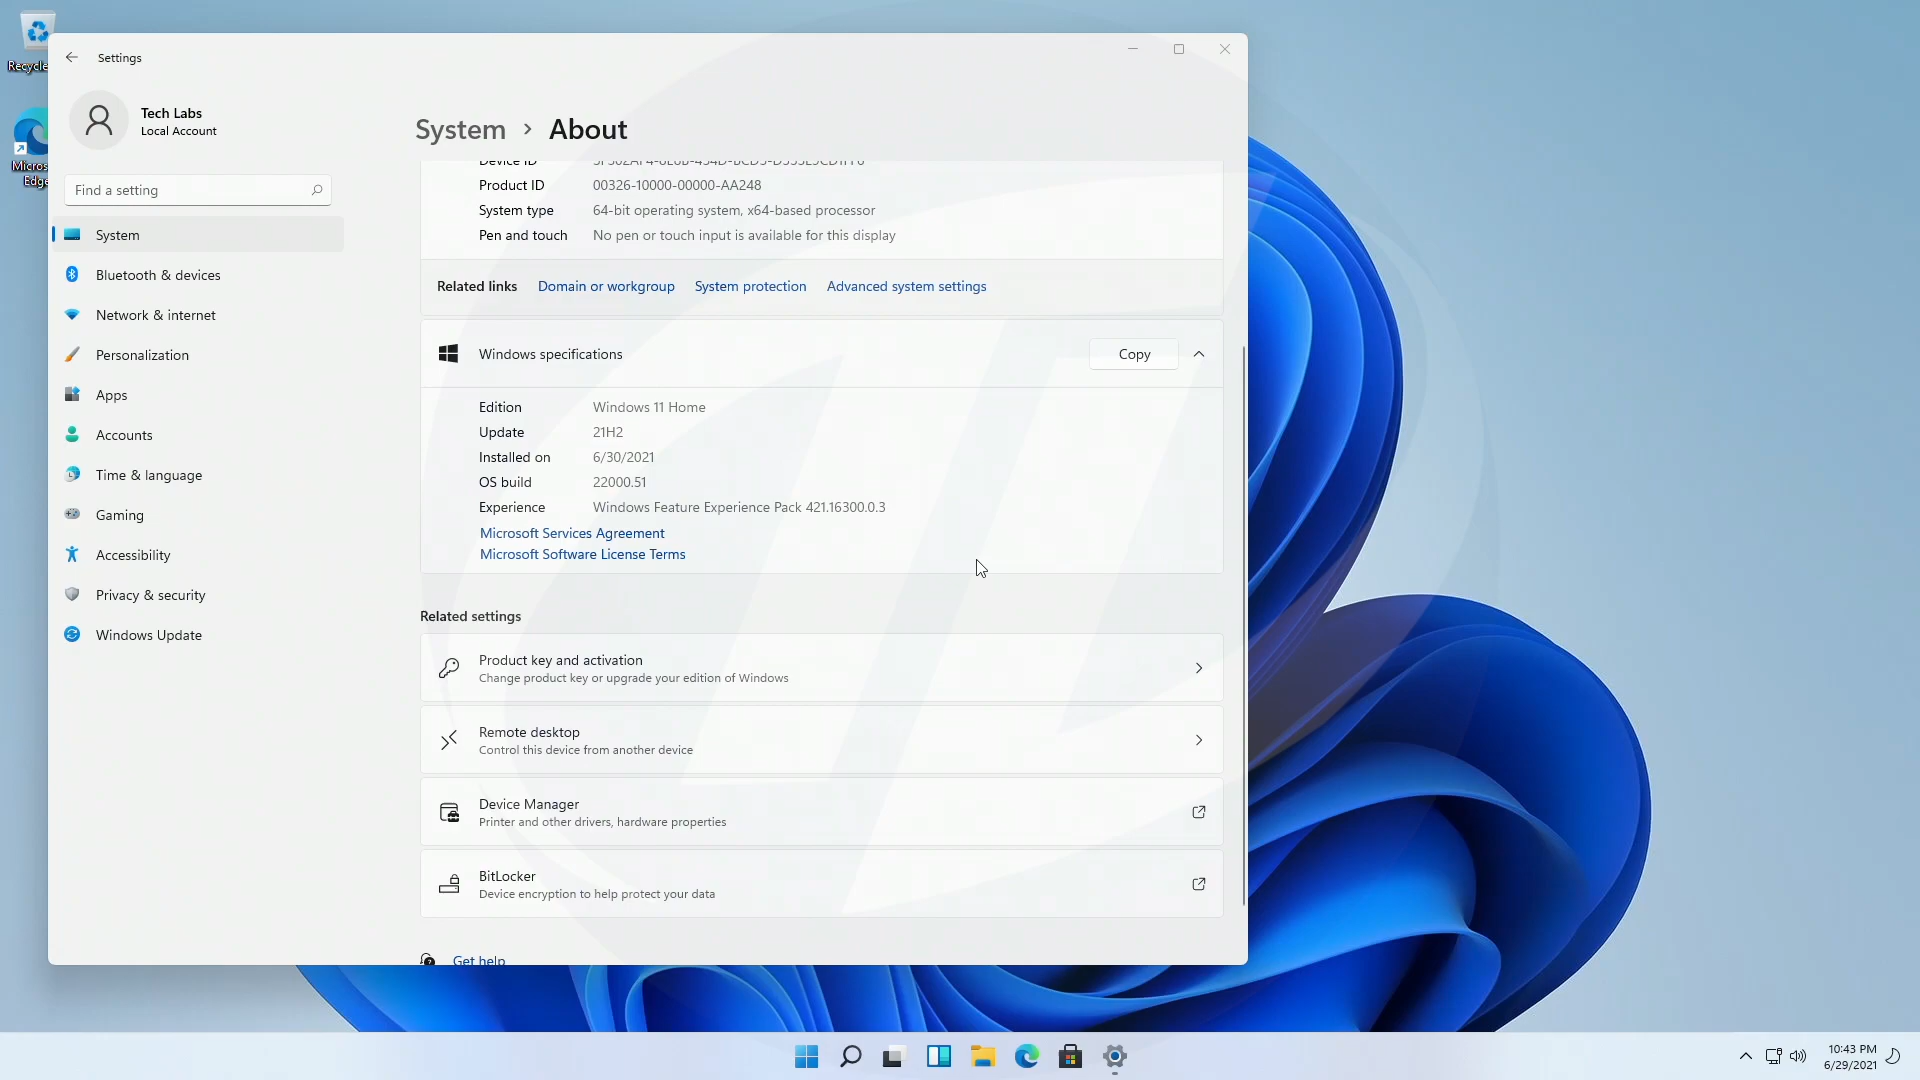 Settings
Tech Labs
Local Account
Find a setting
System
Bluetooth & devices
Network & internet
Personalization
Apps
Accounts
Time & language
Gaming
Accessibility
Privacy & security
Windows Update
System > About
Device ID
Product ID 00326-10000-00000-AA248
System type 64-bit operating system, x64-based processor
Pen and touch No pen or touch input is available for this display
Related links Domain or workgroup System protection Advanced system settings
Windows specifications Copy
Edition Windows 11 Home
Update 21H2
Installed on 6/30/2021
OS build 22000.51
Experience Windows Feature Experience Pack 421.16300.0.3
Microsoft Services Agreement
Microsoft Software License Terms
Related settings
Product key and activation
Change product key or upgrade your edition of Windows
Remote desktop
Control this device from another device
Device Manager
Printer and other drivers, hardware properties
BitLocker
Device encryption to help protect your data
Get help
Recycle
Micros
Edge
10:43 PM
6/29/2021